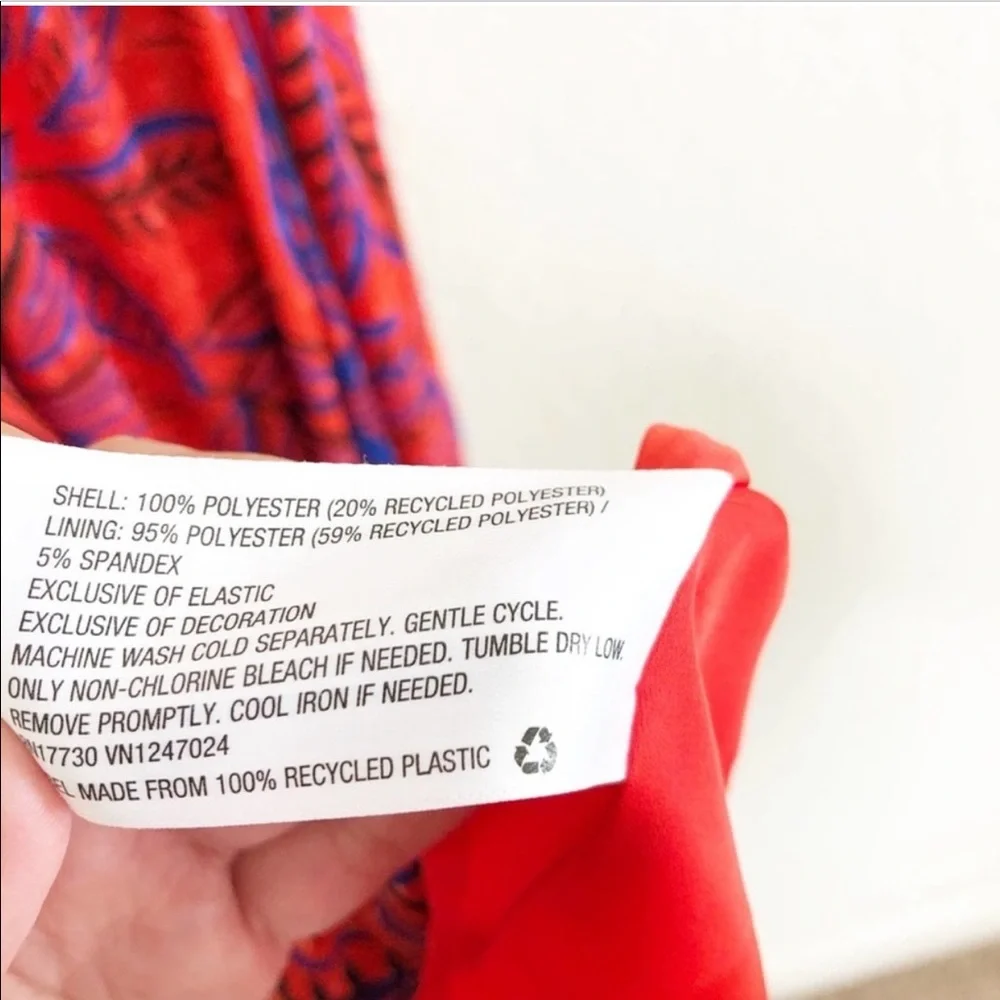 SHELL: 100% POLYESTER (20% RECYCLED POLYESTER)
LINING: 95% POLYESTER (59% RECYCLED POLYESTER) /
5% SPANDEX
EXCLUSIVE OF ELASTIC
EXCLUSIVE OF DECORATION
MACHINE WASH COLD SEPARATELY. GENTLE CYCLE.
ONLY NON-CHLORINE BLEACH IF NEEDED. TUMBLE DRY LOW.
REMOVE PROMPTLY. COOL IRON IF NEEDED.
VN1247024
MADE FROM 100% RECYCLED PLASTIC